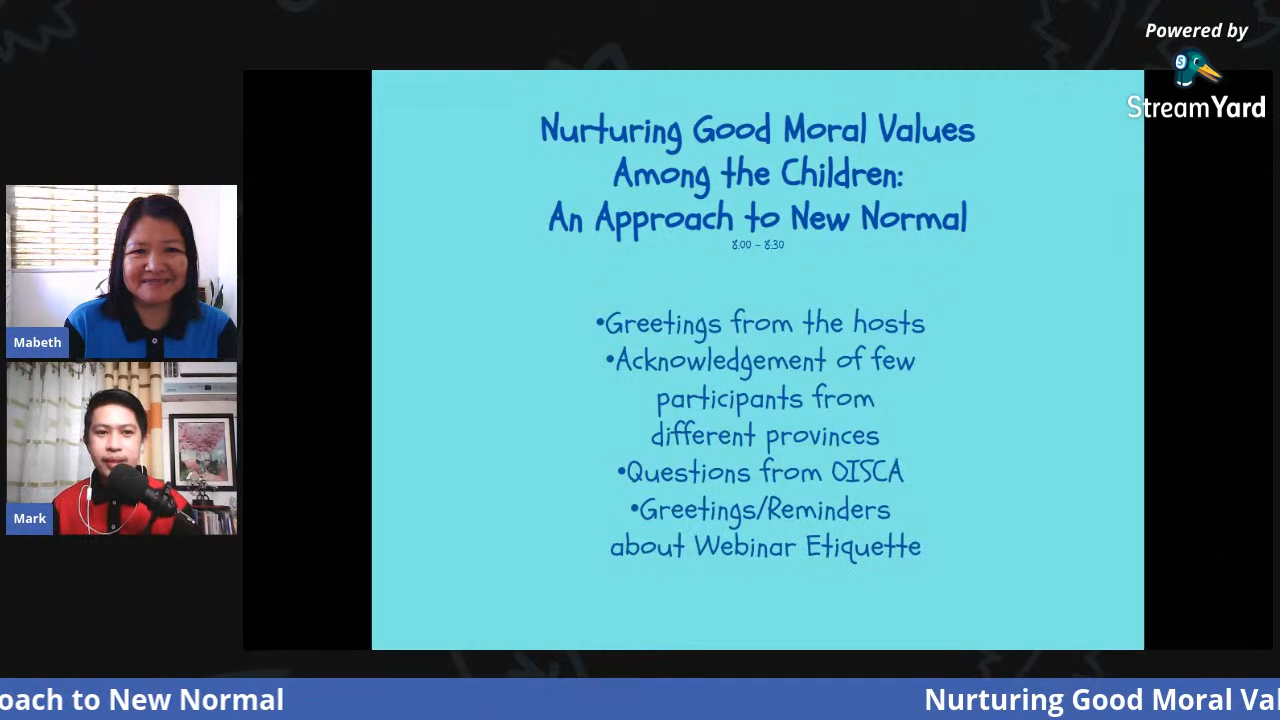 Powered by
StreamYard
Nurturing Good Moral Values
Among the Children:
An Approach to New Normal
8.00 - 8.30
•Greetings from the hosts
•Acknowledgement of few
participants from
different provinces
•Questions from OISCA
•Greetings/Reminders
about Webinar Etiquette
Mabeth
Mark
oach to New Normal
Nurturing Good Moral Val